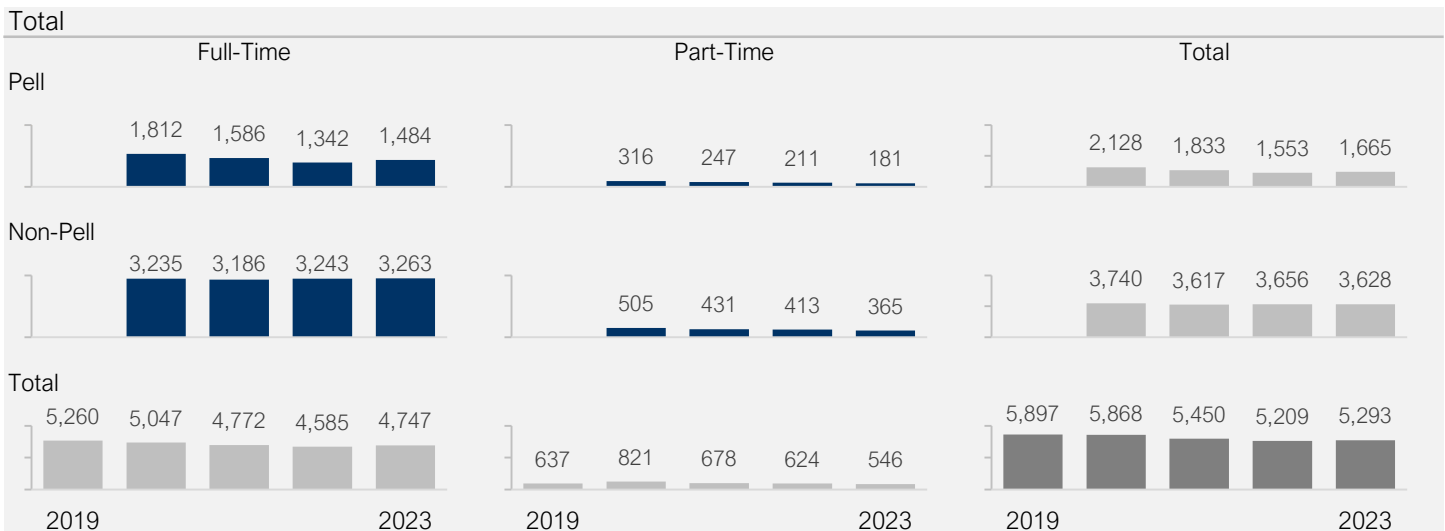 Total
Full-Time Part-Time Total
Pell
1,812 1,586 1,342 1,484 316 247 211 181 2,128 1,833 1,553 1,665
Non-Pell
3,235 3,186 3,243 3,263 505 431 413 365 3,740 3,617 3,656 3,628
Total
5,260 5,047 4,772 4,585 4,747 637 821 678 624 546 5,897 5,868 5,450 5,209 5,293
2019 2023 2019 2023 2019 2023